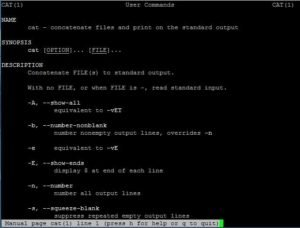 CAT(1) User Commands CAT(1)
NAME
cat - concatenate files and print on the standard output
SYNOPSIS
cat [OPTION]... [FILE]...
DESCRIPTION
Concatenate FILE(s) to standard output.
With no FILE, or when FILE is -, read standard input.
-A, --show-all
equivalent to -vET
-b, --number-nonblank
number nonempty output lines, overrides -n
-e equivalent to -vE
-E, --show-ends
display $ at end of each line
-n, --number
number all output lines
-s, --squeeze-blank
suppress repeated empty output lines
Manual page cat(1) line 1 (press h for help or q to quit)